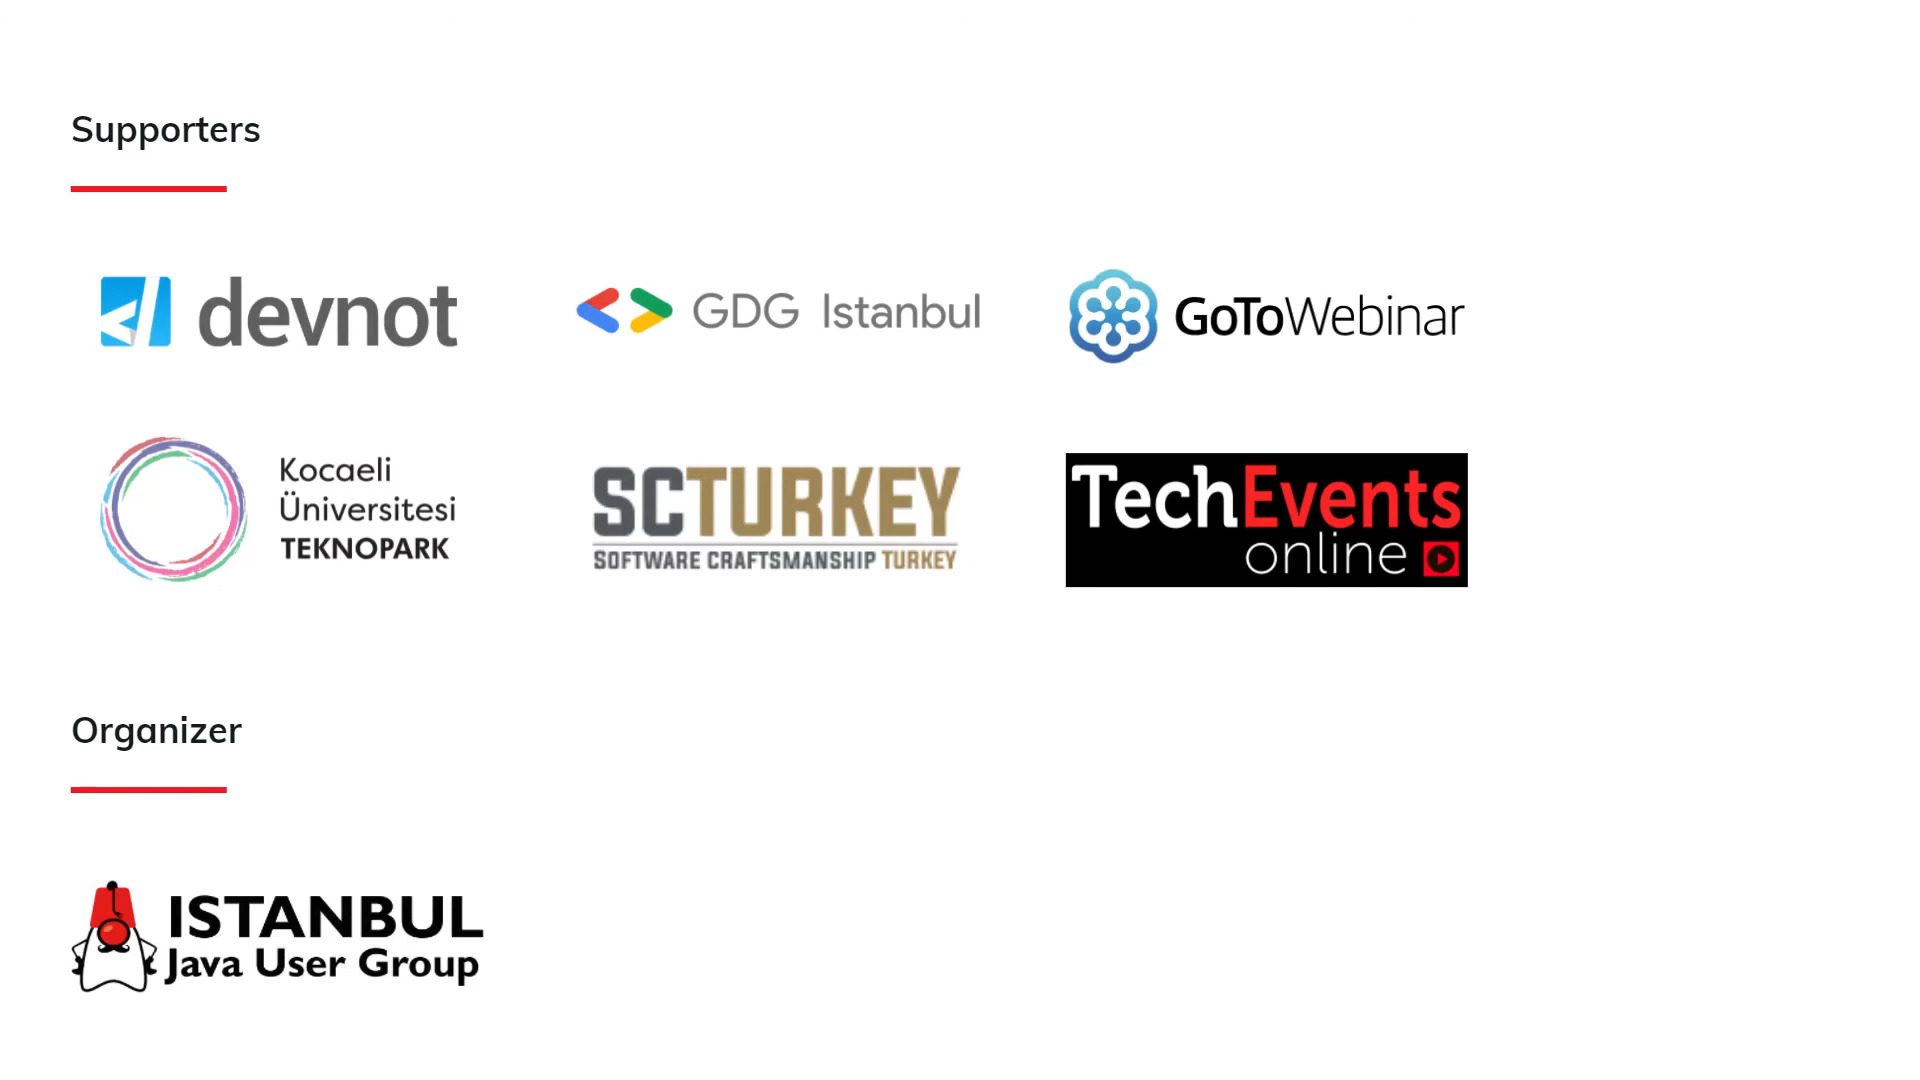 Supporters
devnot
GDG Istanbul
GoToWebinar
Kocaeli
Üniversitesi
TEKNOPARK
SCTURKEY
SOFTWARE CRAFTSMANSHIP TURKEY
TechEvents
online
Organizer
ISTANBUL
Java User Group